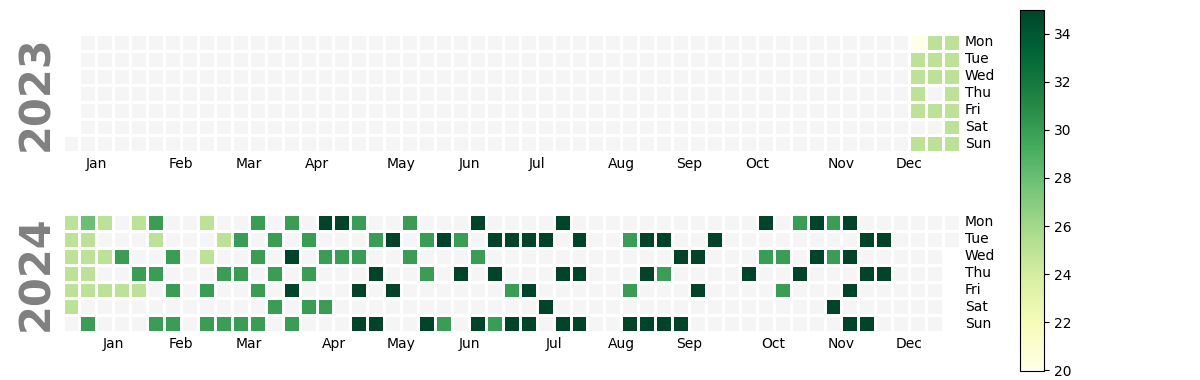 2023
Mon
Tue
Wed
Thu
Fri
Sat
Sun
Jan Feb Mar Apr May Jun Jul Aug Sep Oct Nov Dec
2024
Mon
Tue
Wed
Thu
Fri
Sat
Sun
Jan Feb Mar Apr May Jun Jul Aug Sep Oct Nov Dec
34
32
30
28
26
24
22
20